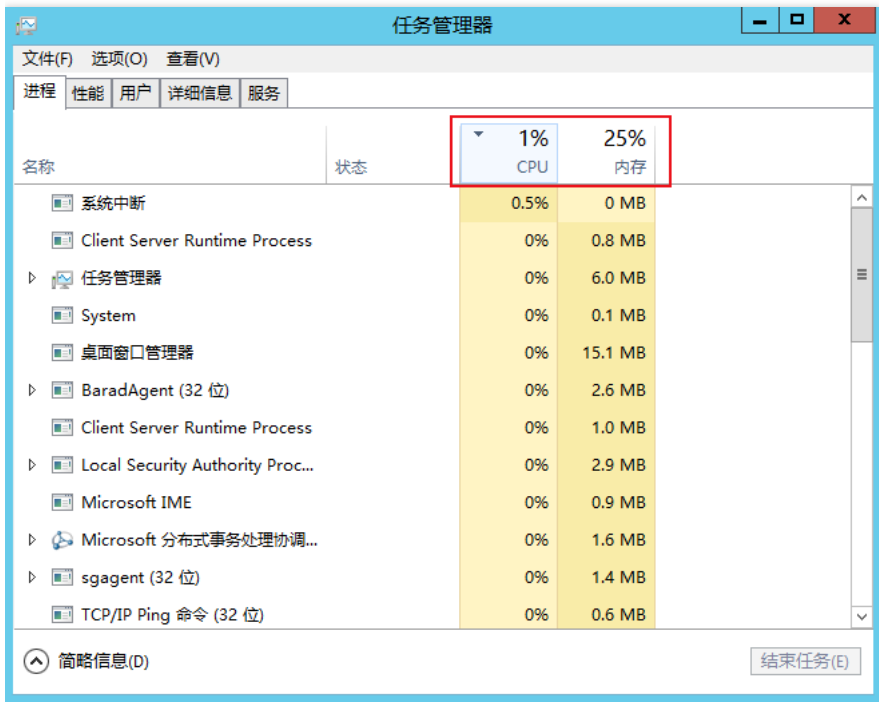 任务管理器
文件(F) 选项(O) 查看(V)
进程 性能 用户 详细信息 服务
1% 25%
名称 状态 CPU 内存
系统中断 0.5% 0 MB
Client Server Runtime Process 0% 0.8 MB
任务管理器 0% 6.0 MB
System 0% 0.1 MB
桌面窗口管理器 0% 15.1 MB
BaradAgent (32 位) 0% 2.6 MB
Client Server Runtime Process 0% 1.0 MB
Local Security Authority Proc... 0% 2.9 MB
Microsoft IME 0% 0.9 MB
Microsoft 分布式事务处理协调... 0% 1.6 MB
sgagent (32 位) 0% 1.4 MB
TCP/IP Ping 命令 (32 位) 0% 0.6 MB
简略信息(D) 结束任务(E)